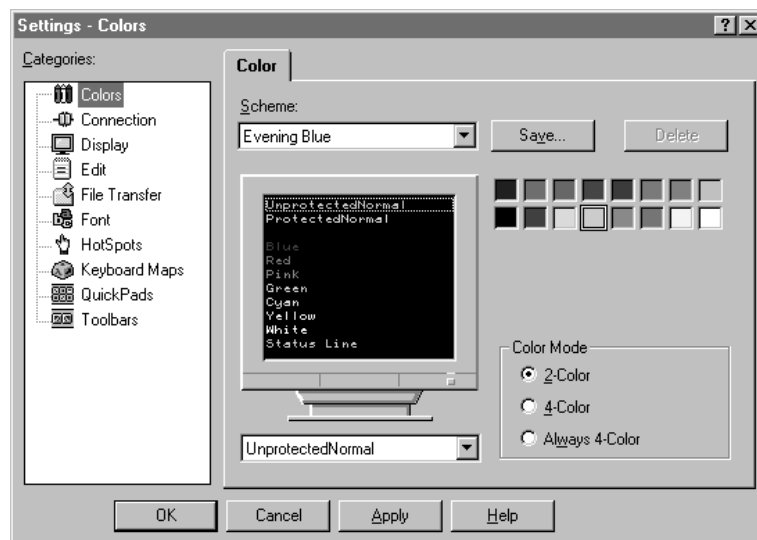 Settings - Colors
Categories:
Colors
Connection
Display
Edit
File Transfer
Font
HotSpots
Keyboard Maps
QuickPads
Toolbars
Color
Scheme:
Evening Blue
Save...
Delete
UnprotectedNormal
ProtectedNormal
Blue
Red
Pink
Green
Cyan
Yellow
White
Status Line
UnprotectedNormal
Color Mode
2-Color
4-Color
Always 4-Color
OK
Cancel
Apply
Help